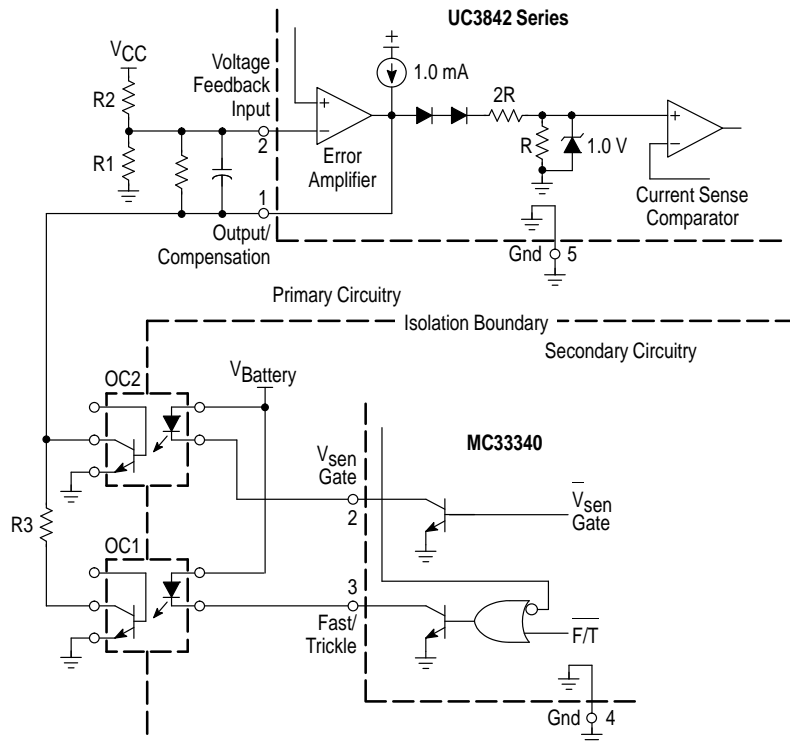 UC3842 Series
VCC
R2
R1
Voltage
Feedback
Input
2
1
Output/
Compensation
+
1.0 mA
+
−
Error
Amplifier
2R
R
1.0 V
+
−
Current Sense
Comparator
Gnd
5
Primary Circuitry
Isolation Boundary
Secondary Circuitry
OC2
VBattery
MC33340
Vsen
Gate
2
Vsen
Gate
R3
OC1
3
Fast/
Trickle
F/T
Gnd
4